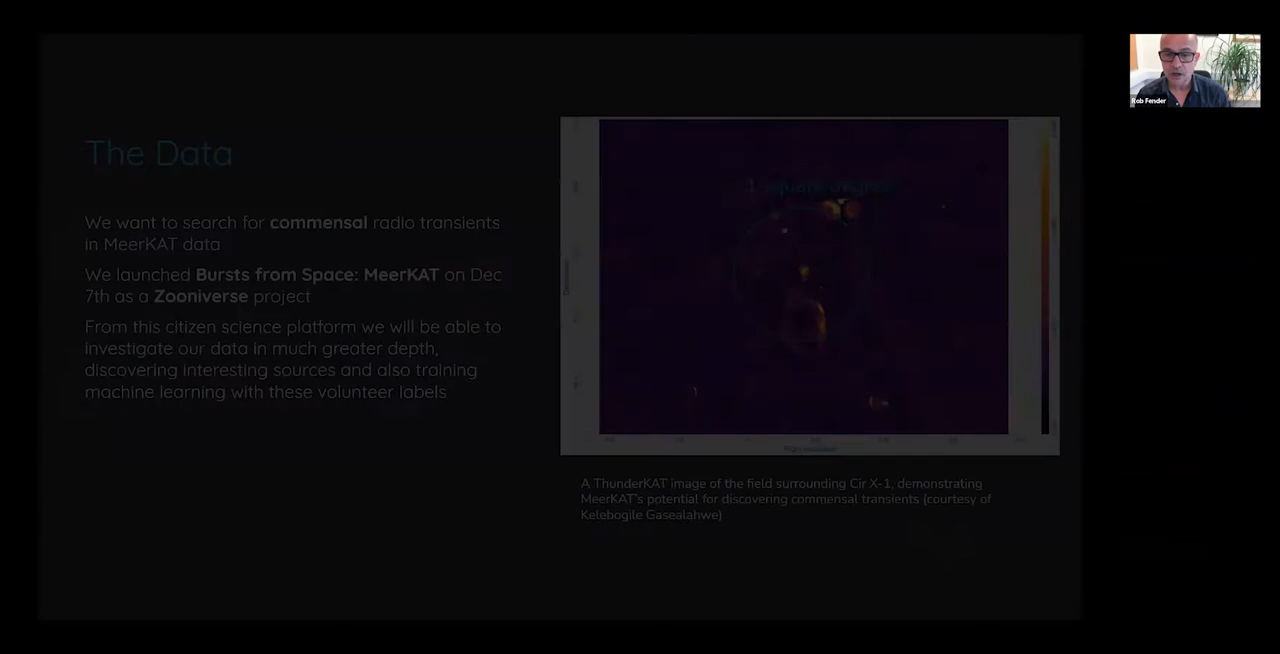 Rob Fender
The Data
1 square degree
We want to search for commensal radio transients
in MeerKAT data
We launched Bursts from Space: MeerKAT on Dec
7th as a Zooniverse project
From this citizen science platform we will be able to
investigate our data in much greater depth,
discovering interesting sources and also training
machine learning with these volunteer labels
A ThunderKAT image of the field surrounding Cir X-1, demonstrating
MeerKAT's potential for discovering commensal transients (courtesy of
Kelebogile Gasealahwe)